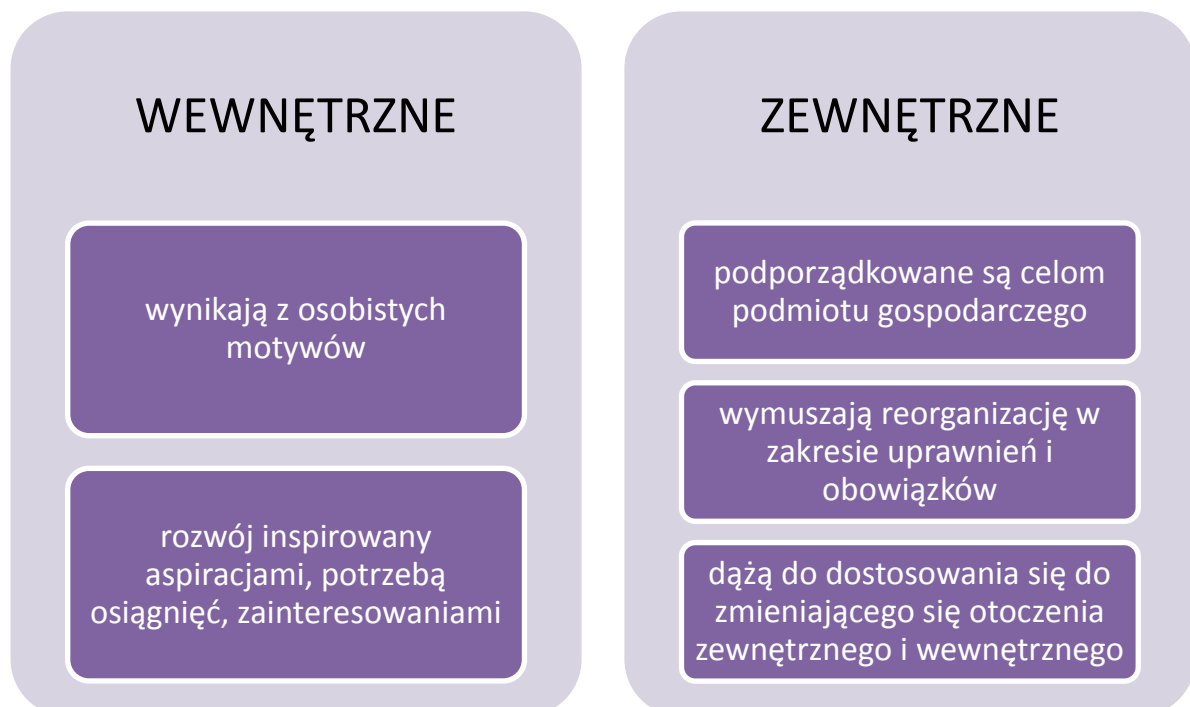 WEWNĘTRZNE
wynikają z osobistych
motywów
rozwój inspirowany
aspiracjami, potrzebą
osiągnięć, zainteresowaniami
ZEWNĘTRZNE
podporządkowane są celom
podmiotu gospodarczego
wymuszają reorganizację w
zakresie uprawnień i
obowiązków
dążą do dostosowania się do
zmieniającego się otoczenia
zewnętrznego i wewnętrznego